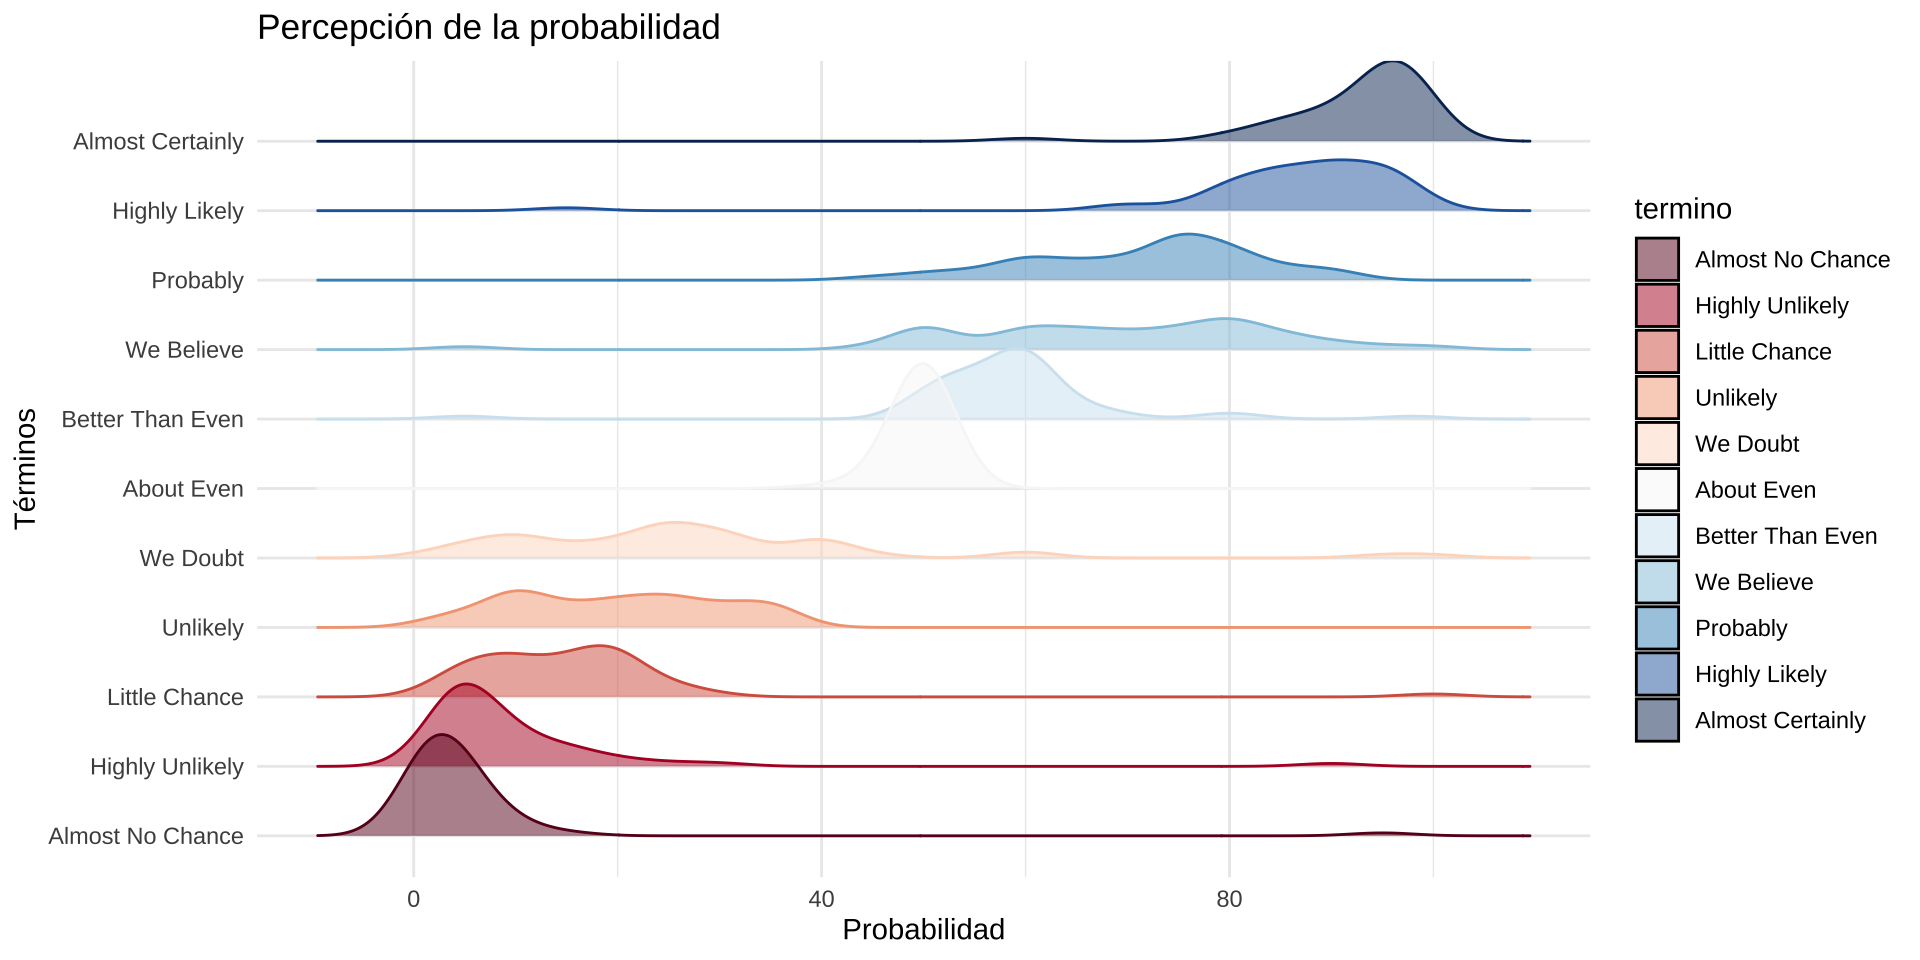 Percepción de la probabilidad
Almost Certainly
Highly Likely
Probably
We Believe
Better Than Even
About Even
We Doubt
Unlikely
Little Chance
Highly Unlikely
Almost No Chance
Términos
0
40
80
Probabilidad
termino
Almost No Chance
Highly Unlikely
Little Chance
Unlikely
We Doubt
About Even
Better Than Even
We Believe
Probably
Highly Likely
Almost Certainly